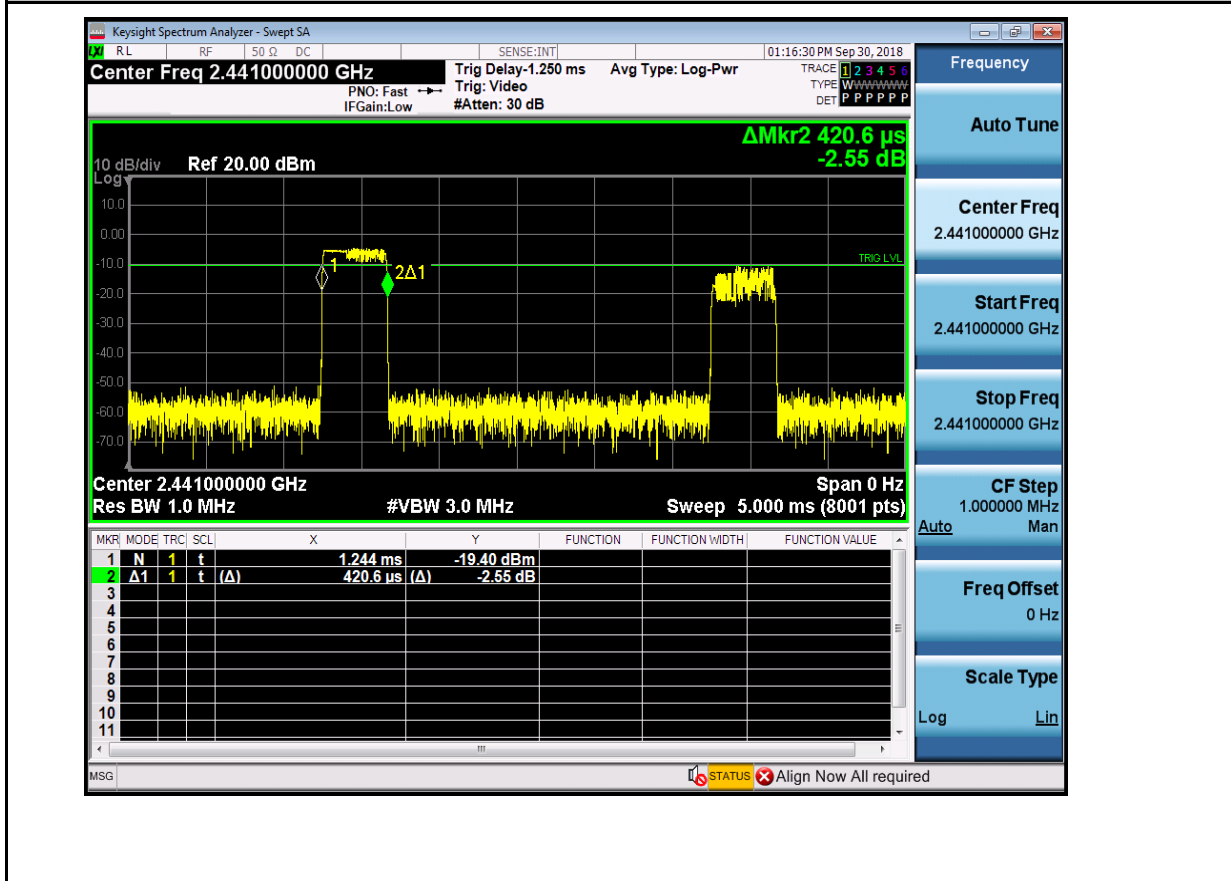 Keysight Spectrum Analyzer - Swept SA
LXI RL RF 50 Ω DC SENSE:INT 01:16:30 PM Sep 30, 2018
Center Freq 2.441000000 GHz
PNO: Fast
IFGain:Low
Trig Delay-1.250 ms
Trig: Video
#Atten: 30 dB
Avg Type: Log-Pwr
TRACE 1 2 3 4 5 6
TYPE WWWWWW
DET P P P P P P
ΔMkr2 420.6 µs
-2.55 dB
10 dB/div Ref 20.00 dBm
Log
10.0
0.00
-10.0
-20.0
-30.0
-40.0
-50.0
-60.0
-70.0
1
2Δ1
TRIG LVL
Center 2.441000000 GHz Span 0 Hz
Res BW 1.0 MHz #VBW 3.0 MHz Sweep 5.000 ms (8001 pts)
MKR MODE TRC SCL X Y FUNCTION FUNCTION WIDTH FUNCTION VALUE
1 N 1 t 1.244 ms -19.40 dBm
2 Δ1 1 t (Δ) 420.6 µs (Δ) -2.55 dB
3
4
5
6
7
8
9
10
11
MSG STATUS Align Now All required
Frequency
Auto Tune
Center Freq
2.441000000 GHz
Start Freq
2.441000000 GHz
Stop Freq
2.441000000 GHz
CF Step
1.000000 MHz
Auto Man
Freq Offset
0 Hz
Scale Type
Log Lin